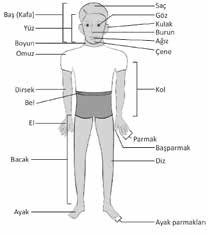 Saç
Baş (Kafa)
Göz
Kulak
Yüz
Burun
Ağız
Boyun
Çene
Omuz
Dirsek
Kol
Bel
El
Parmak
Başparmak
Bacak
Diz
Ayak
Ayak parmakları